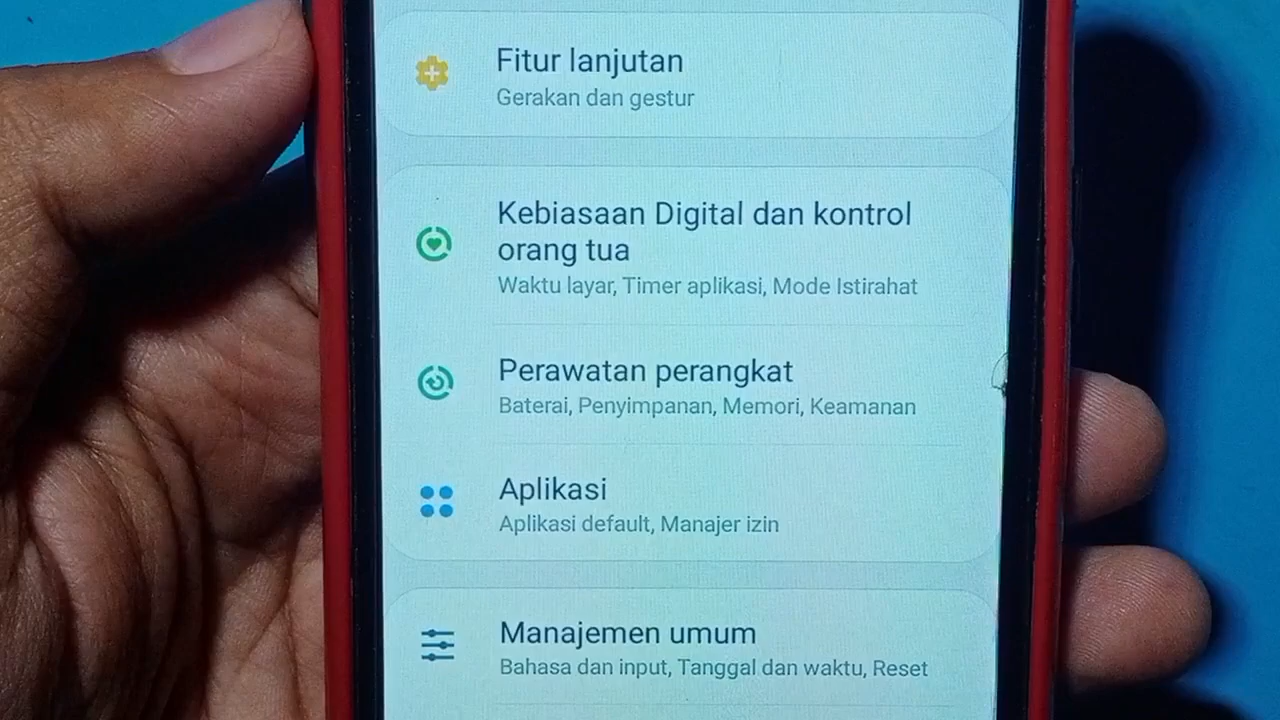 Fitur lanjutan
Gerakan dan gestur
Kebiasaan Digital dan kontrol
orang tua
Waktu layar, Timer aplikasi, Mode Istirahat
Perawatan perangkat
Baterai, Penyimpanan, Memori, Keamanan
Aplikasi
Aplikasi default, Manajer izin
Manajemen umum
Bahasa dan input, Tanggal dan waktu, Reset